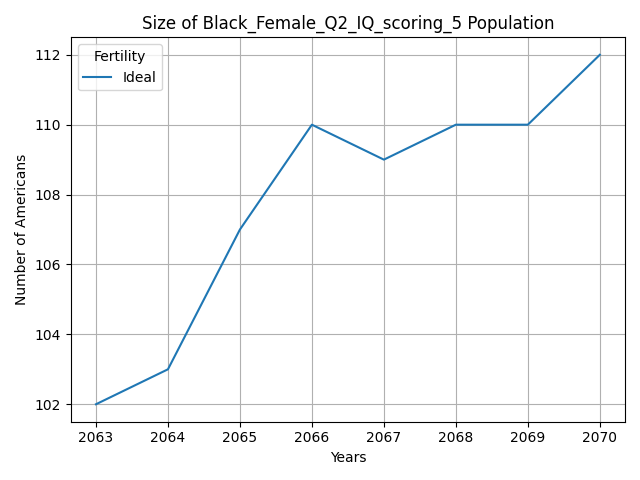 Size of Black_Female_Q2_IQ_scoring_5 Population
Fertility
Ideal
112
110
108
106
104
102
Number of Americans
2063 2064 2065 2066 2067 2068 2069 2070
Years